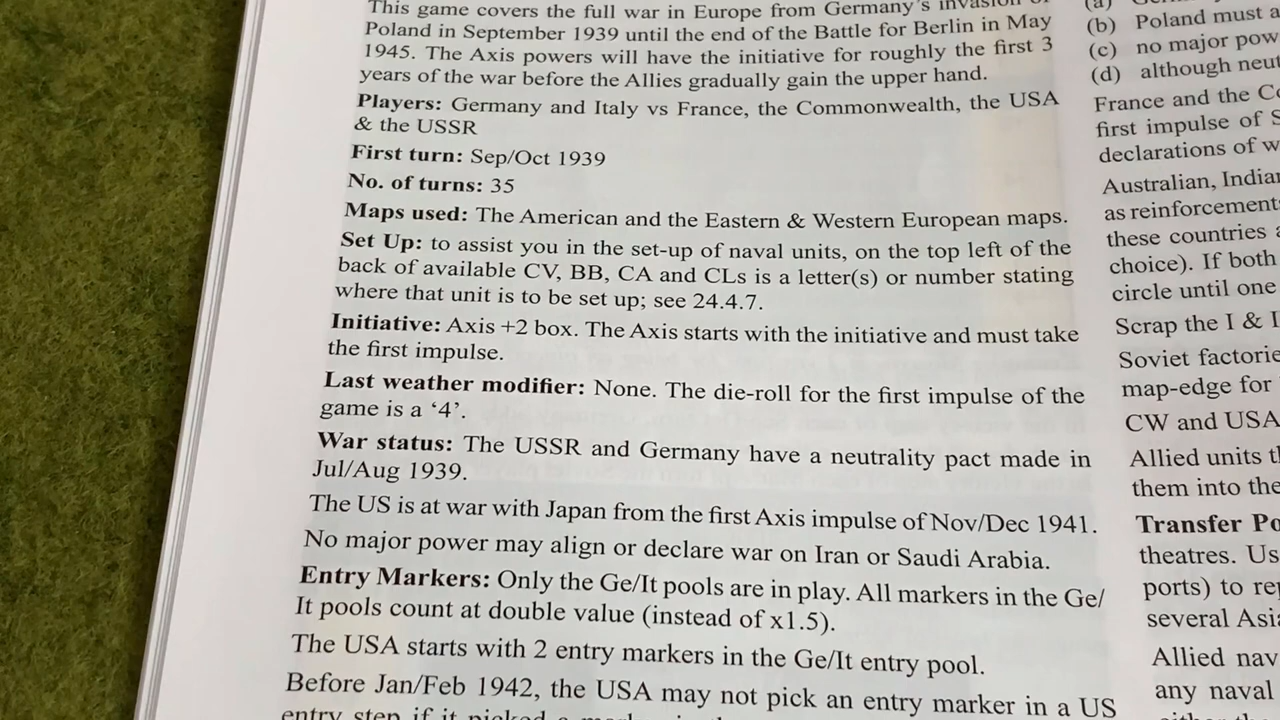 This game covers the full war in Europe from Germany's invasion of
Poland in September 1939 until the end of the Battle for Berlin in May
1945. The Axis powers will have the initiative for roughly the first 3
years of the war before the Allies gradually gain the upper hand.
Players: Germany and Italy vs France, the Commonwealth, the USA
& the USSR
First turn: Sep/Oct 1939
No. of turns: 35
Maps used: The American and the Eastern & Western European maps.
Set Up: to assist you in the set-up of naval units, on the top left of the
back of available CV, BB, CA and CLs is a letter(s) or number stating
where that unit is to be set up; see 24.4.7.
Initiative: Axis +2 box. The Axis starts with the initiative and must take
the first impulse.
Last weather modifier: None. The die-roll for the first impulse of the
game is a ‘4’.
War status: The USSR and Germany have a neutrality pact made in
Jul/Aug 1939.
The US is at war with Japan from the first Axis impulse of Nov/Dec 1941.
No major power may align or declare war on Iran or Saudi Arabia.
Entry Markers: Only the Ge/It pools are in play. All markers in the Ge/
It pools count at double value (instead of x1.5).
The USA starts with 2 entry markers in the Ge/It entry pool.
Before Jan/Feb 1942, the USA may not pick an entry marker in a US
entry step if it picked a
(a)
(b) Poland must a
(c) no major pow
(d) although neut
France and the Co
first impulse of S
declarations of w
Australian, Indian
as reinforcement
these countries a
choice). If both
circle until one
Scrap the I & I
Soviet factorie
map-edge for
CW and USA
Allied units t
them into the
Transfer Po
theatres. Us
ports) to re
several Asi
Allied nav
any naval